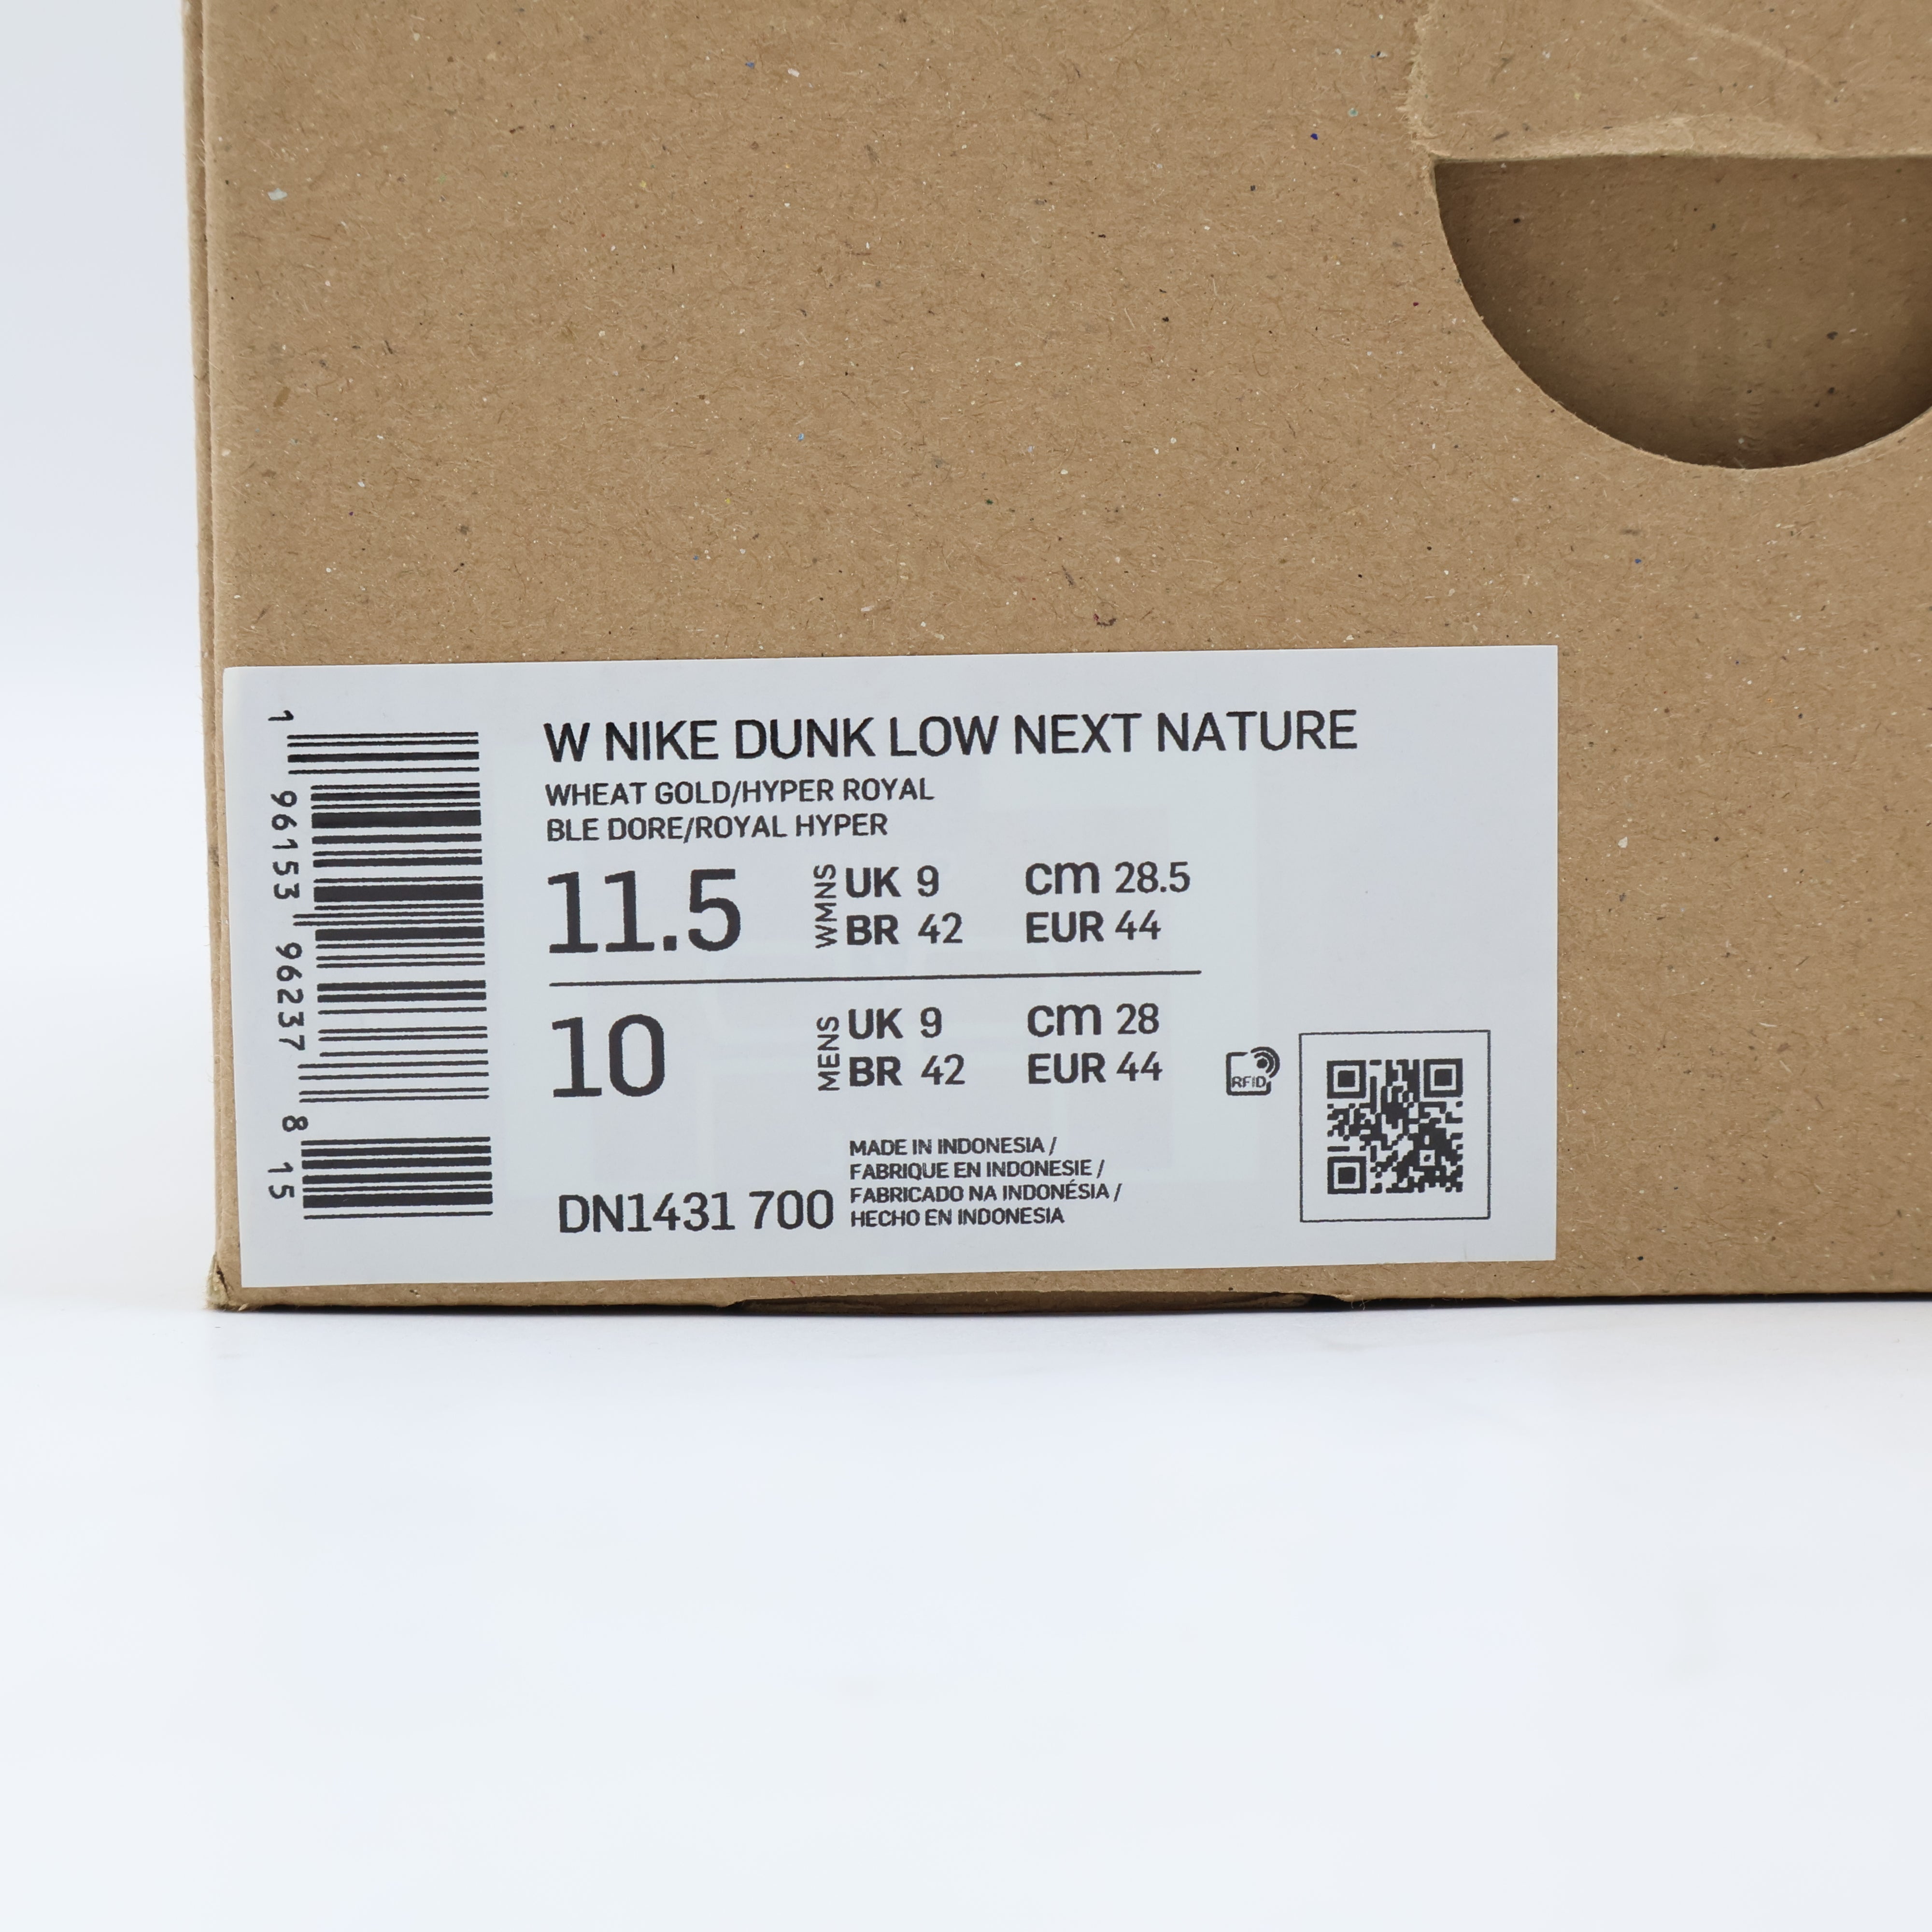 1 96153 96237 8 15
W NIKE DUNK LOW NEXT NATURE
WHEAT GOLD/HYPER ROYAL
BLE DORE/ROYAL HYPER
11.5 WMNS UK 9 cm 28.5
BR 42 EUR 44
10 MENS UK 9 cm 28
BR 42 EUR 44
RFID
DN1431 700
MADE IN INDONESIA /
FABRIQUE EN INDONESIE /
FABRICADO NA INDONÉSIA /
HECHO EN INDONESIA